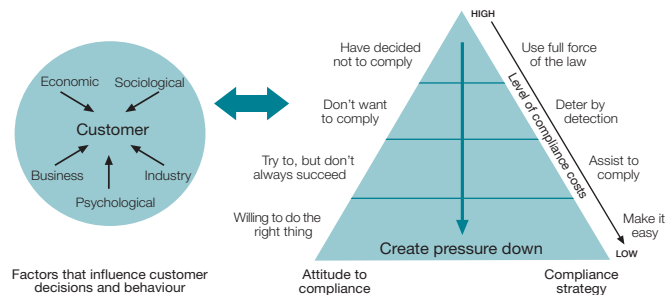 Economic
Sociological
Customer
Business
Industry
Psychological
Factors that influence customer
decisions and behaviour
HIGH
Have decided
not to comply
Use full force
of the law
Don't want
to comply
Deter by
detection
Try to, but don't
always succeed
Assist to
comply
Willing to do the
right thing
Make it
easy
Level of compliance costs
LOW
Create pressure down
Attitude to
compliance
Compliance
strategy